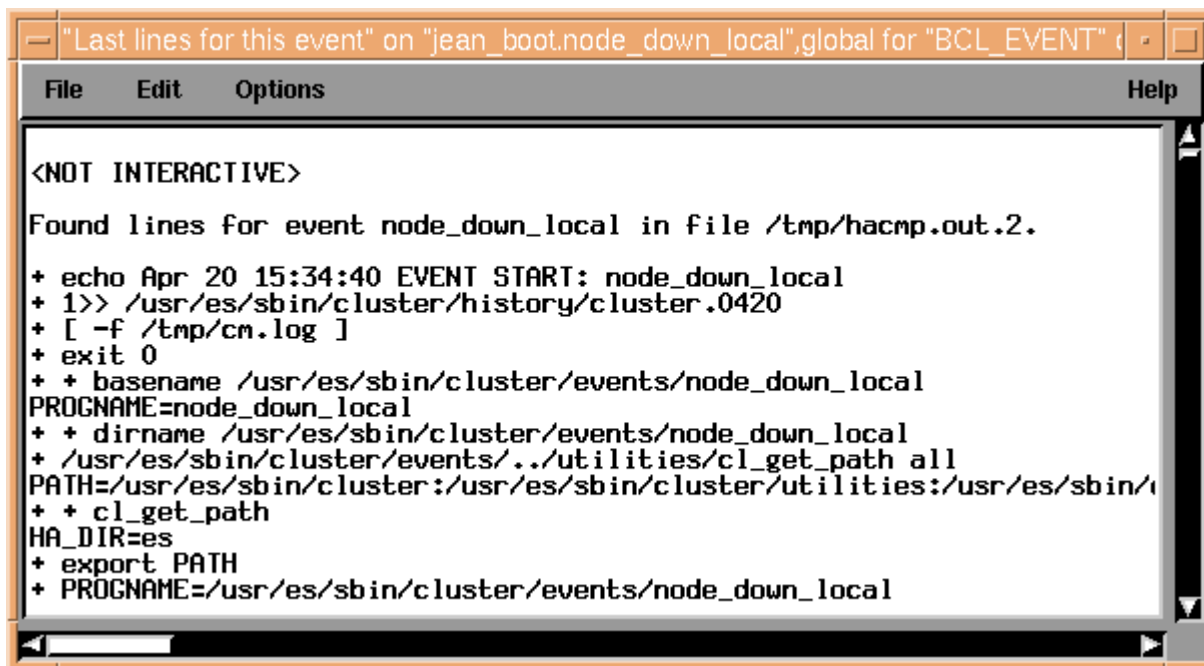 "Last lines for this event" on "jean_boot.node_down_local",global for "BCL_EVENT"
File Edit Options Help
<NOT INTERACTIVE>
Found lines for event node_down_local in file /tmp/hacmp.out.2.
+ echo Apr 20 15:34:40 EVENT START: node_down_local
+ 1>> /usr/es/sbin/cluster/history/cluster.0420
+ [ -f /tmp/cm.log ]
+ exit 0
+ + basename /usr/es/sbin/cluster/events/node_down_local
PROGNAME=node_down_local
+ + dirname /usr/es/sbin/cluster/events/node_down_local
+ /usr/es/sbin/cluster/events/../utilities/cl_get_path all
PATH=/usr/es/sbin/cluster:/usr/es/sbin/cluster/utilities:/usr/es/sbin/
+ + cl_get_path
HA_DIR=es
+ export PATH
+ PROGNAME=/usr/es/sbin/cluster/events/node_down_local